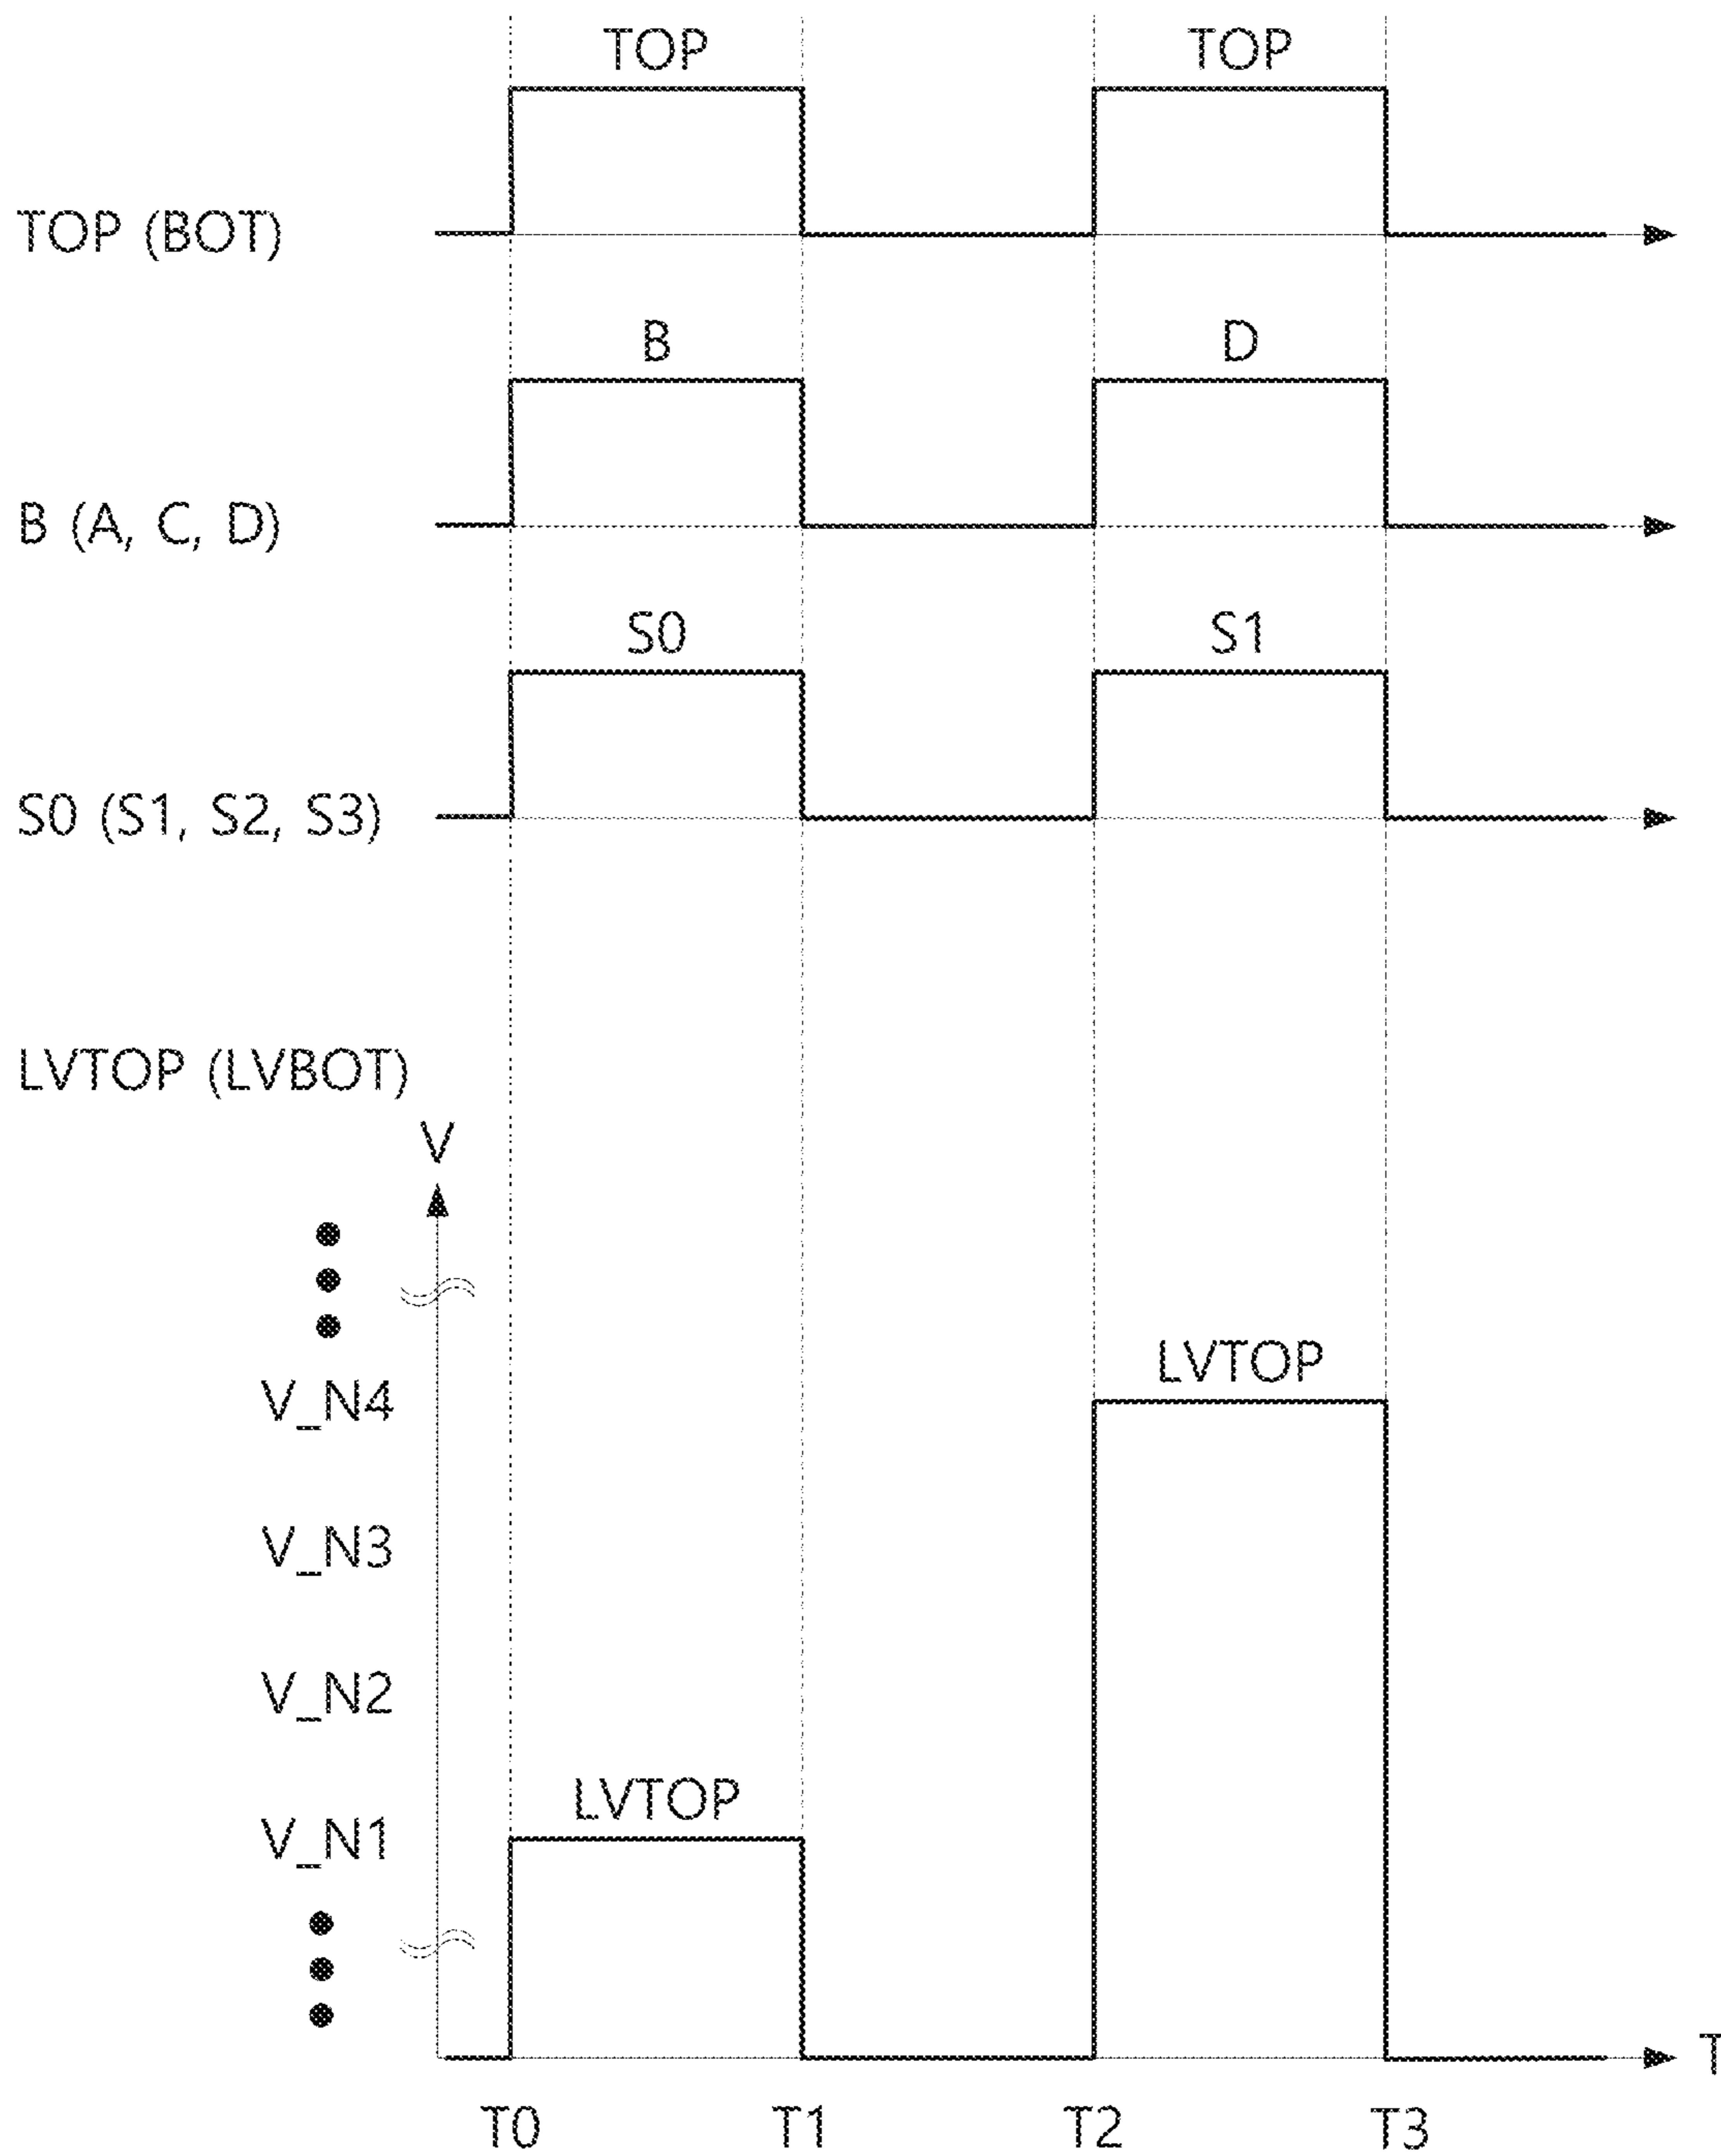 TOP TOP
TOP (BOT)
B D
B (A, C, D)
S0 S1
S0 (S1, S2, S3)
LVTOP (LVBOT)
V
LVTOP
V_N4
V_N3
V_N2
LVTOP
V_N1
T
T0 T1 T2 T3